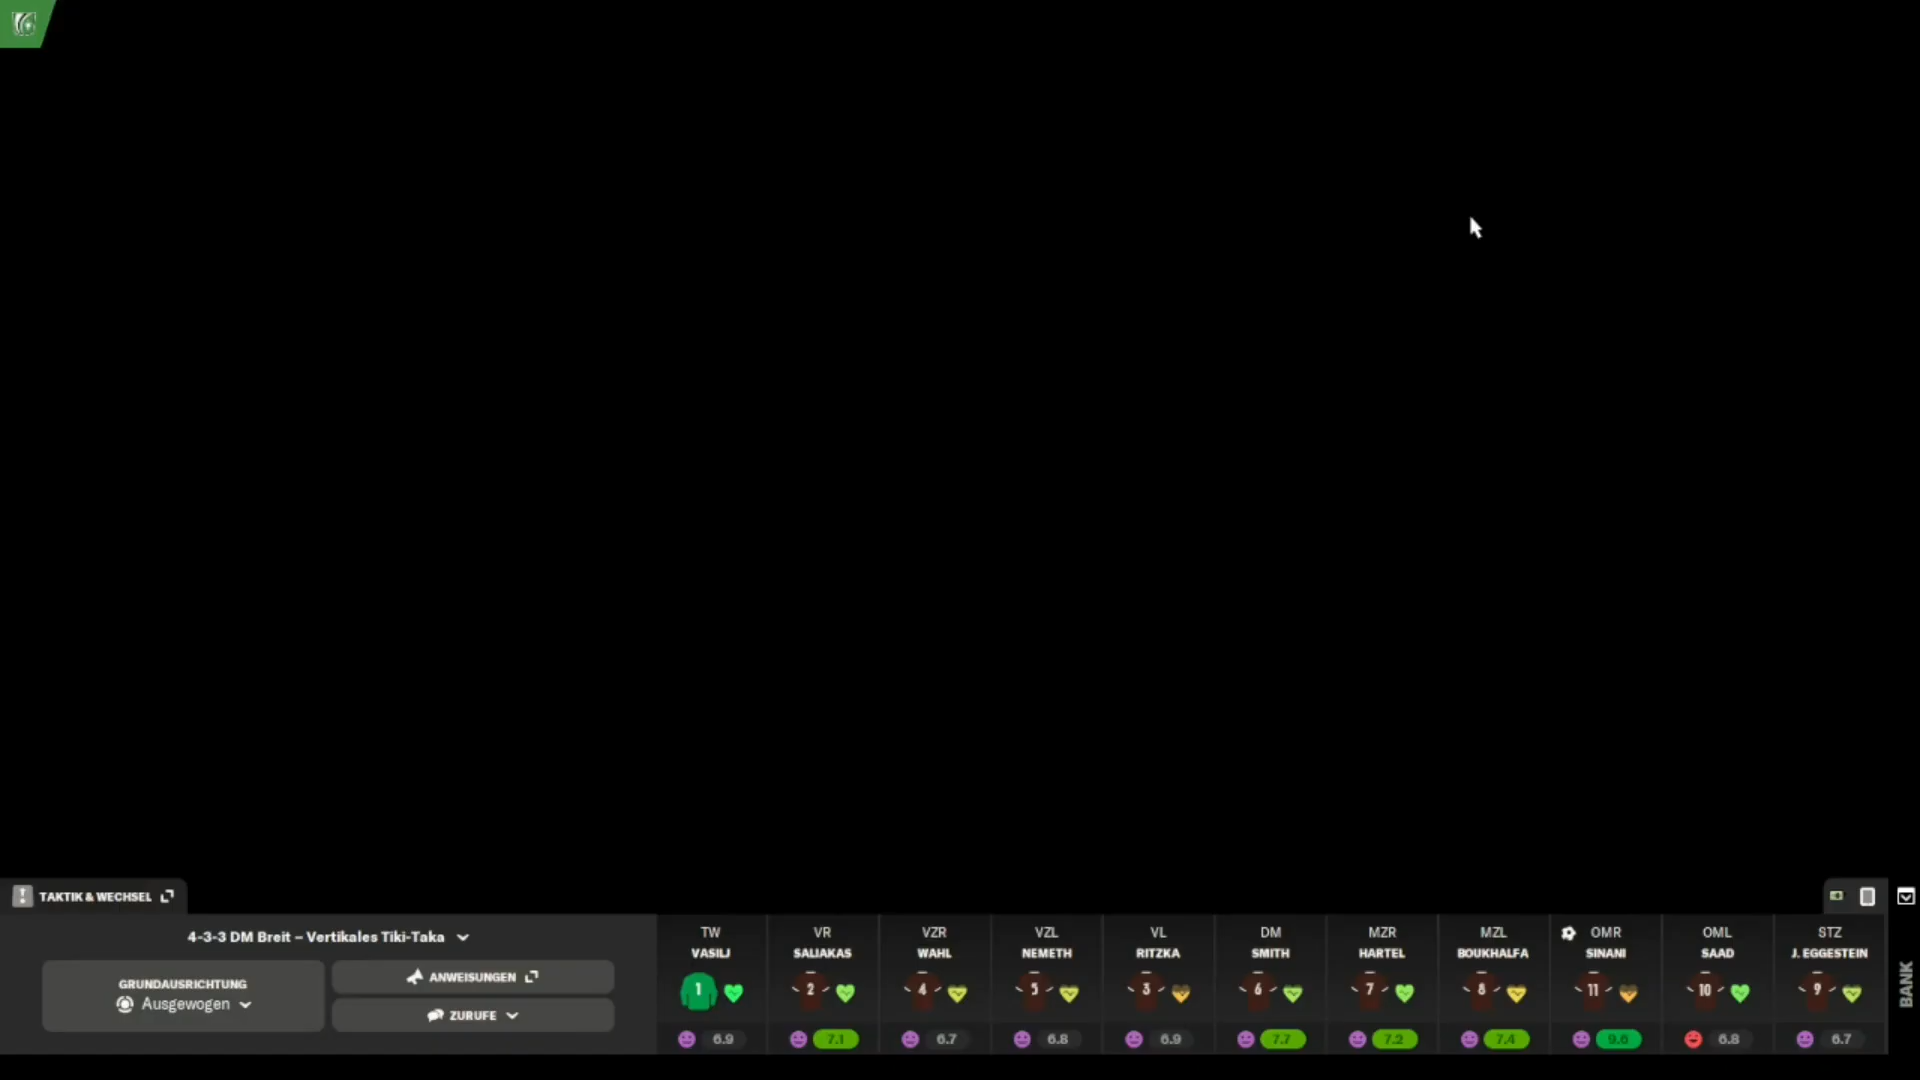 TAKTIK & WECHSEL
4-3-3 DM Breit – Vertikales Tiki-Taka
GRUNDAUSRICHTUNG
Ausgewogen
ANWEISUNGEN
ZURUFE
TW VR VZR VZL VL DM MZR MZL OMR OML STZ
VASILJ SALIAKAS WAHL NEMETH RITZKA SMITH HARTEL BOUKHALFA SINANI SAAD J. EGGESTEIN
1 2 4 5 3 6 7 8 11 10 9
6.9 7.1 6.7 6.8 6.9 7.7 7.2 7.4 9.6 6.8 6.7
BANK